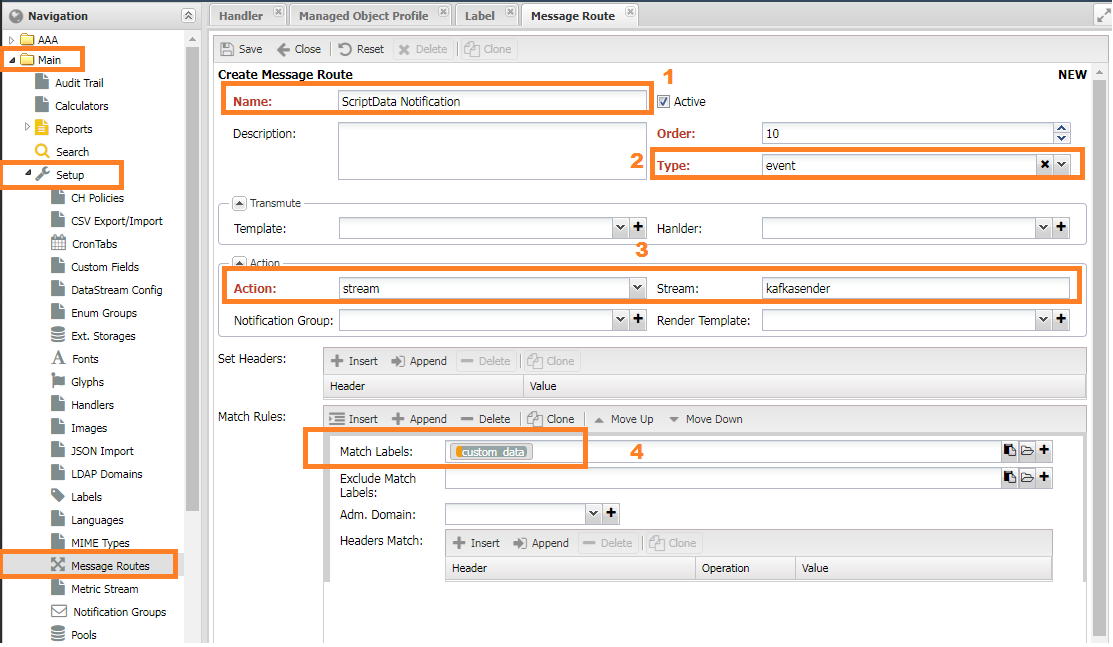 Navigation
AAA
Main
Audit Trail
Calculators
Reports
Search
Setup
CH Policies
CSV Export/Import
CronTabs
Custom Fields
DataStream Config
Enum Groups
Ext. Storages
Fonts
Glyphs
Handlers
Images
JSON Import
LDAP Domains
Labels
Languages
MIME Types
Message Routes
Metric Stream
Notification Groups
Pools
Handler Managed Object Profile Label Message Route
Save Close Reset Delete Clone
Create Message Route NEW
1
Name: ScriptData Notification Active
Description: Order: 10
2 Type: event
Transmute
Template: Hanlder:
3
Action
Action: stream Stream: kafkasender
Notification Group: Render Template:
Set Headers: Insert Append Delete Clone
Header Value
Match Rules: Insert Append Delete Clone Move Up Move Down
Match Labels: custom_data 4
Exclude Match
Labels:
Adm. Domain:
Headers Match: Insert Append Delete Clone
Header Operation Value